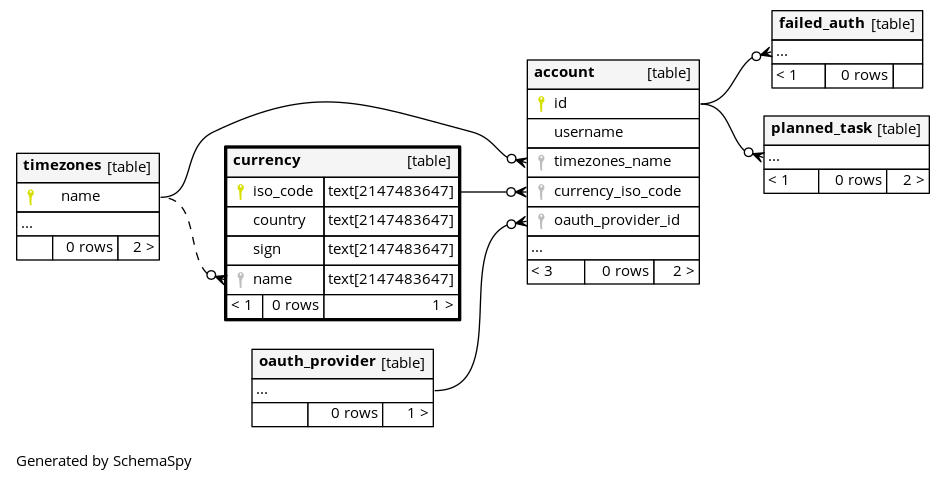 failed_auth [table]
...
< 1 0 rows
account [table]
id
username
timezones_name
currency_iso_code
oauth_provider_id
...
< 3 0 rows 2 >
planned_task [table]
...
< 1 0 rows 2 >
timezones [table]
name
...
0 rows 2 >
currency [table]
iso_code text[2147483647]
country text[2147483647]
sign text[2147483647]
name text[2147483647]
< 1 0 rows 1 >
oauth_provider [table]
...
0 rows 1 >
Generated by SchemaSpy